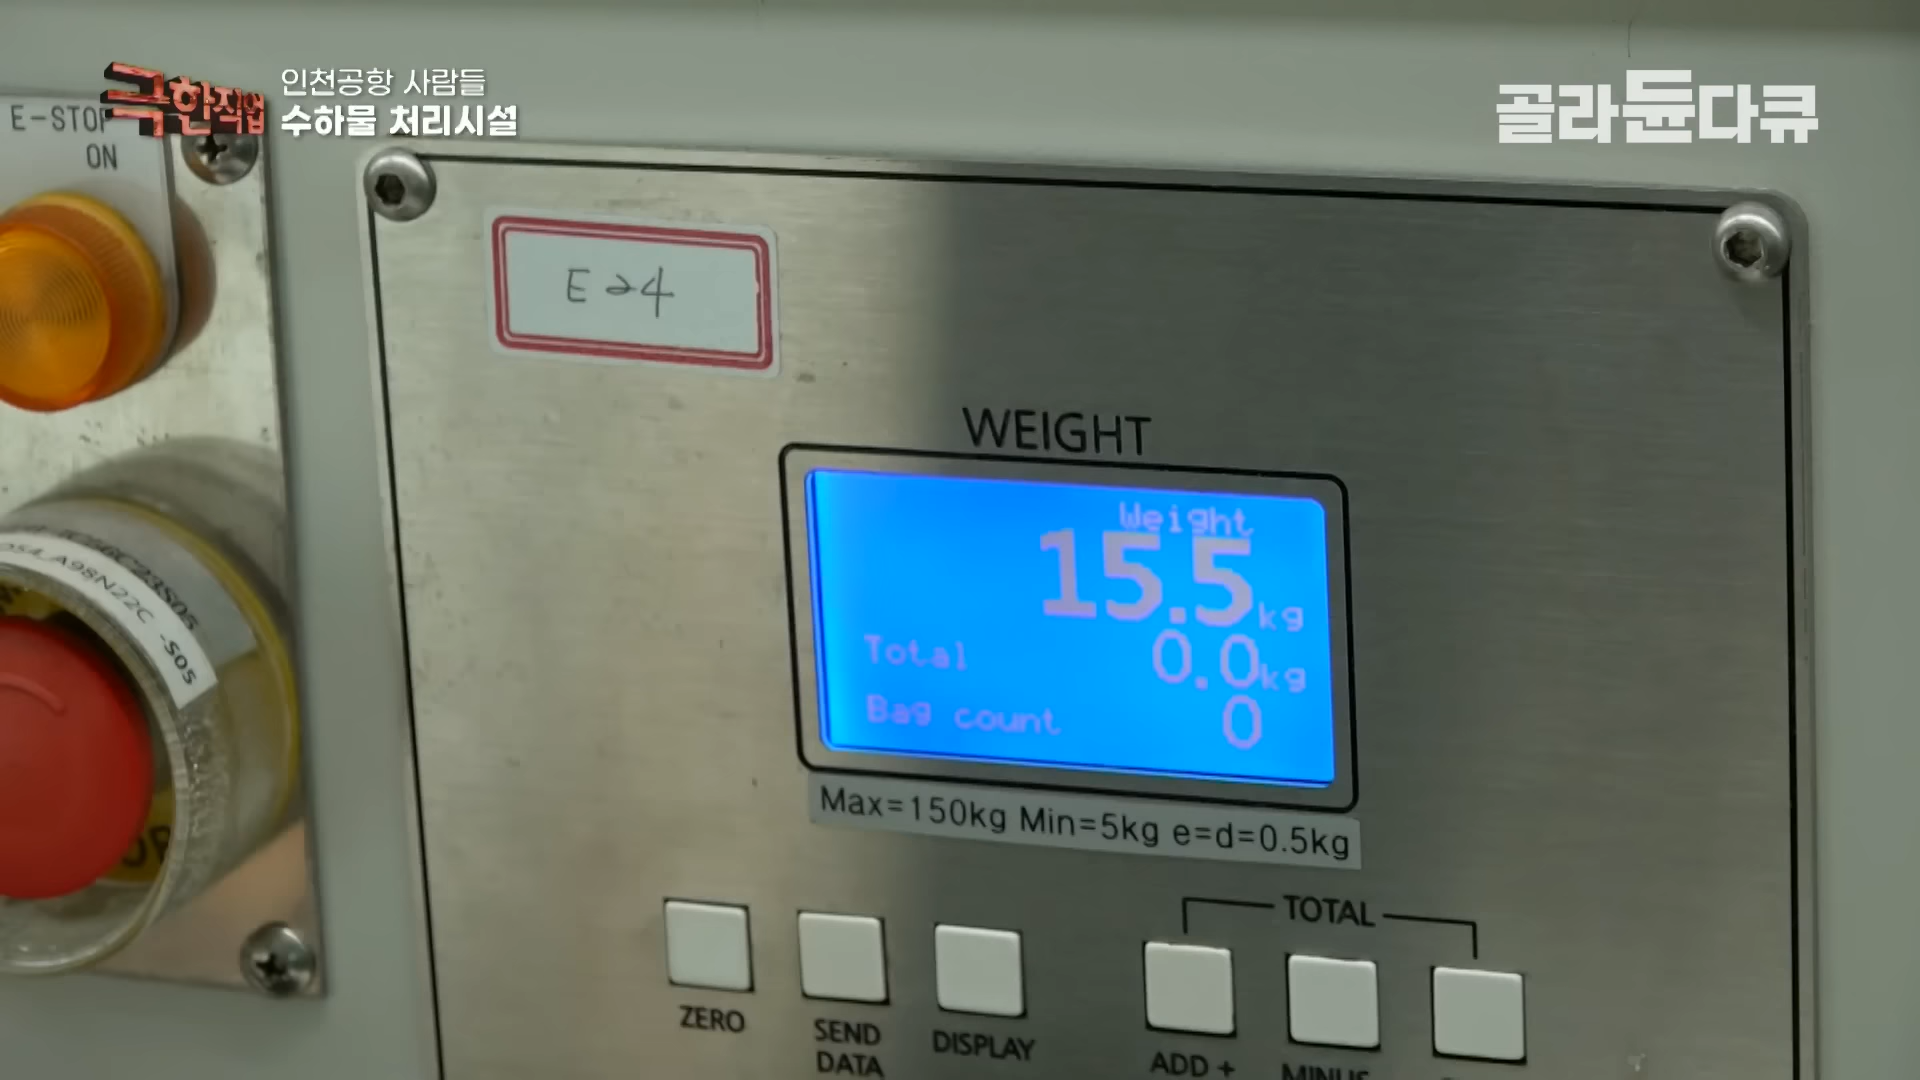 극한직업
인천공항 사람들
수하물 처리시설
골라듄다큐
E-STOP
ON
E24
WEIGHT
Weight
15.5kg
Total 0.0kg
Bag count 0
Max=150kg Min=5kg e=d=0.5kg
TOTAL
ZERO
SEND
DATA
DISPLAY
ADD +
MINUS